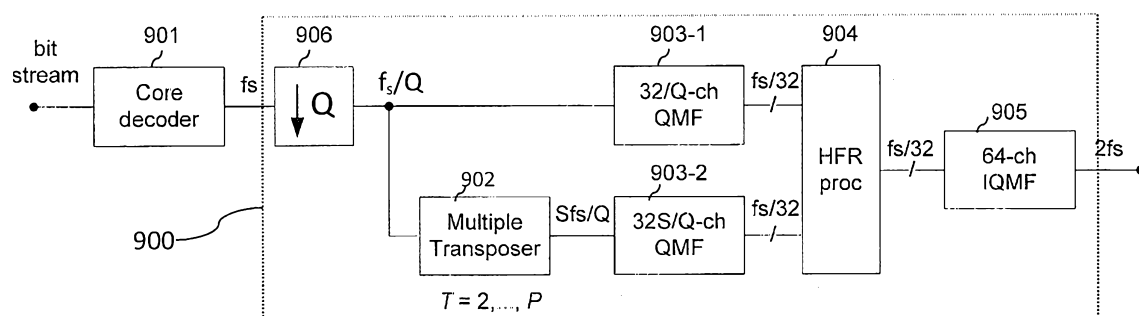 901
906
903-1
904
bit
stream
Core
decoder
fs
Q
fₛ/Q
32/Q-ch
QMF
fs/32
HFR
proc
905
fs/32
64-ch
IQMF
2fs
902
903-2
Multiple
Transposer
Sfs/Q
32S/Q-ch
QMF
fs/32
900
T = 2,..., P